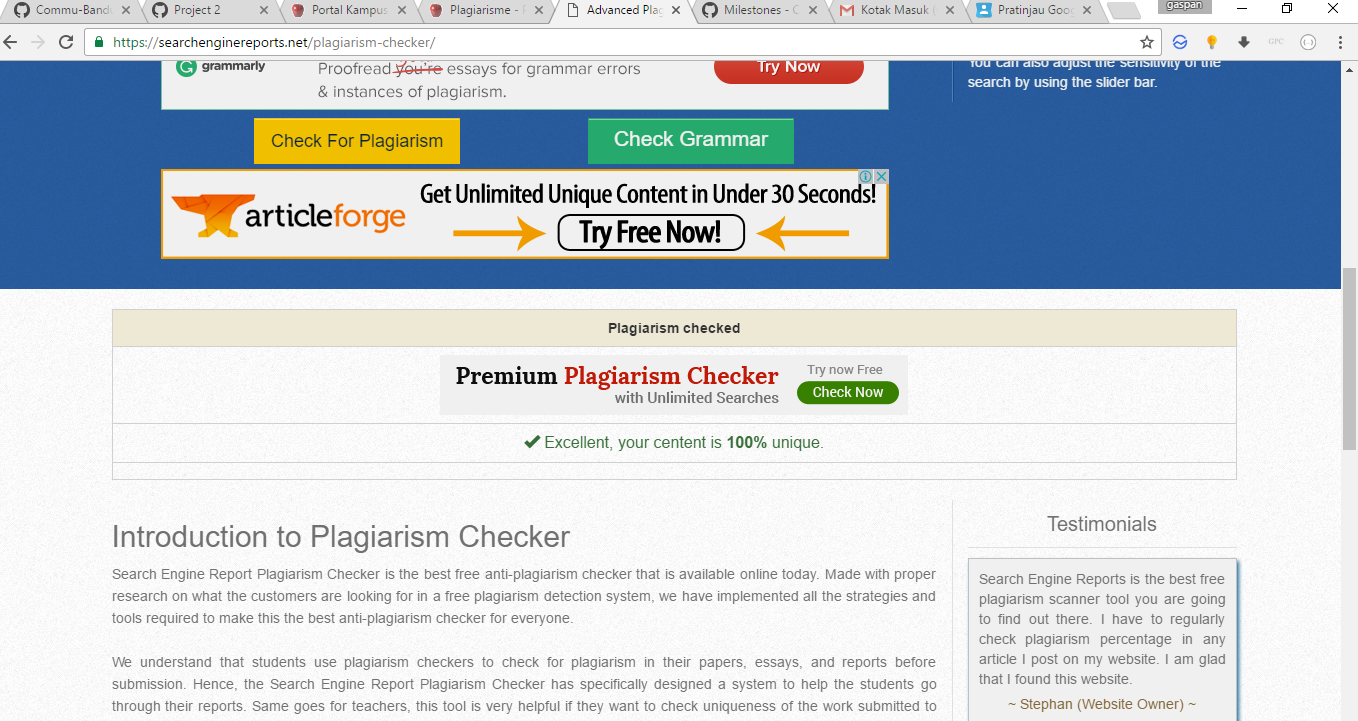 Commu-Band
Project 2
Portal Kampus
Plagiarisme -
Advanced Plag
Milestones - G
Kotak Masuk
Pratinjau Goog
gaspan
https://searchenginereports.net/plagiarism-checker/
GPC
grammarly
Proofread you're essays for grammar errors
& instances of plagiarism.
Try Now
You can also adjust the sensitivity of the
search by using the slider bar.
Check For Plagiarism
Check Grammar
articleforge
Get Unlimited Unique Content in Under 30 Seconds!
Try Free Now!
Plagiarism checked
Premium Plagiarism Checker
with Unlimited Searches
Try now Free
Check Now
Excellent, your centent is 100% unique.
Introduction to Plagiarism Checker
Search Engine Report Plagiarism Checker is the best free anti-plagiarism checker that is available online today. Made with proper
research on what the customers are looking for in a free plagiarism detection system, we have implemented all the strategies and
tools required to make this the best anti-plagiarism checker for everyone.
We understand that students use plagiarism checkers to check for plagiarism in their papers, essays, and reports before
submission. Hence, the Search Engine Report Plagiarism Checker has specifically designed a system to help the students go
through their reports. Same goes for teachers, this tool is very helpful if they want to check uniqueness of the work submitted to
Testimonials
Search Engine Reports is the best free
plagiarism scanner tool you are going
to find out there. I have to regularly
check plagiarism percentage in any
article I post on my website. I am glad
that I found this website.
~ Stephan (Website Owner) ~